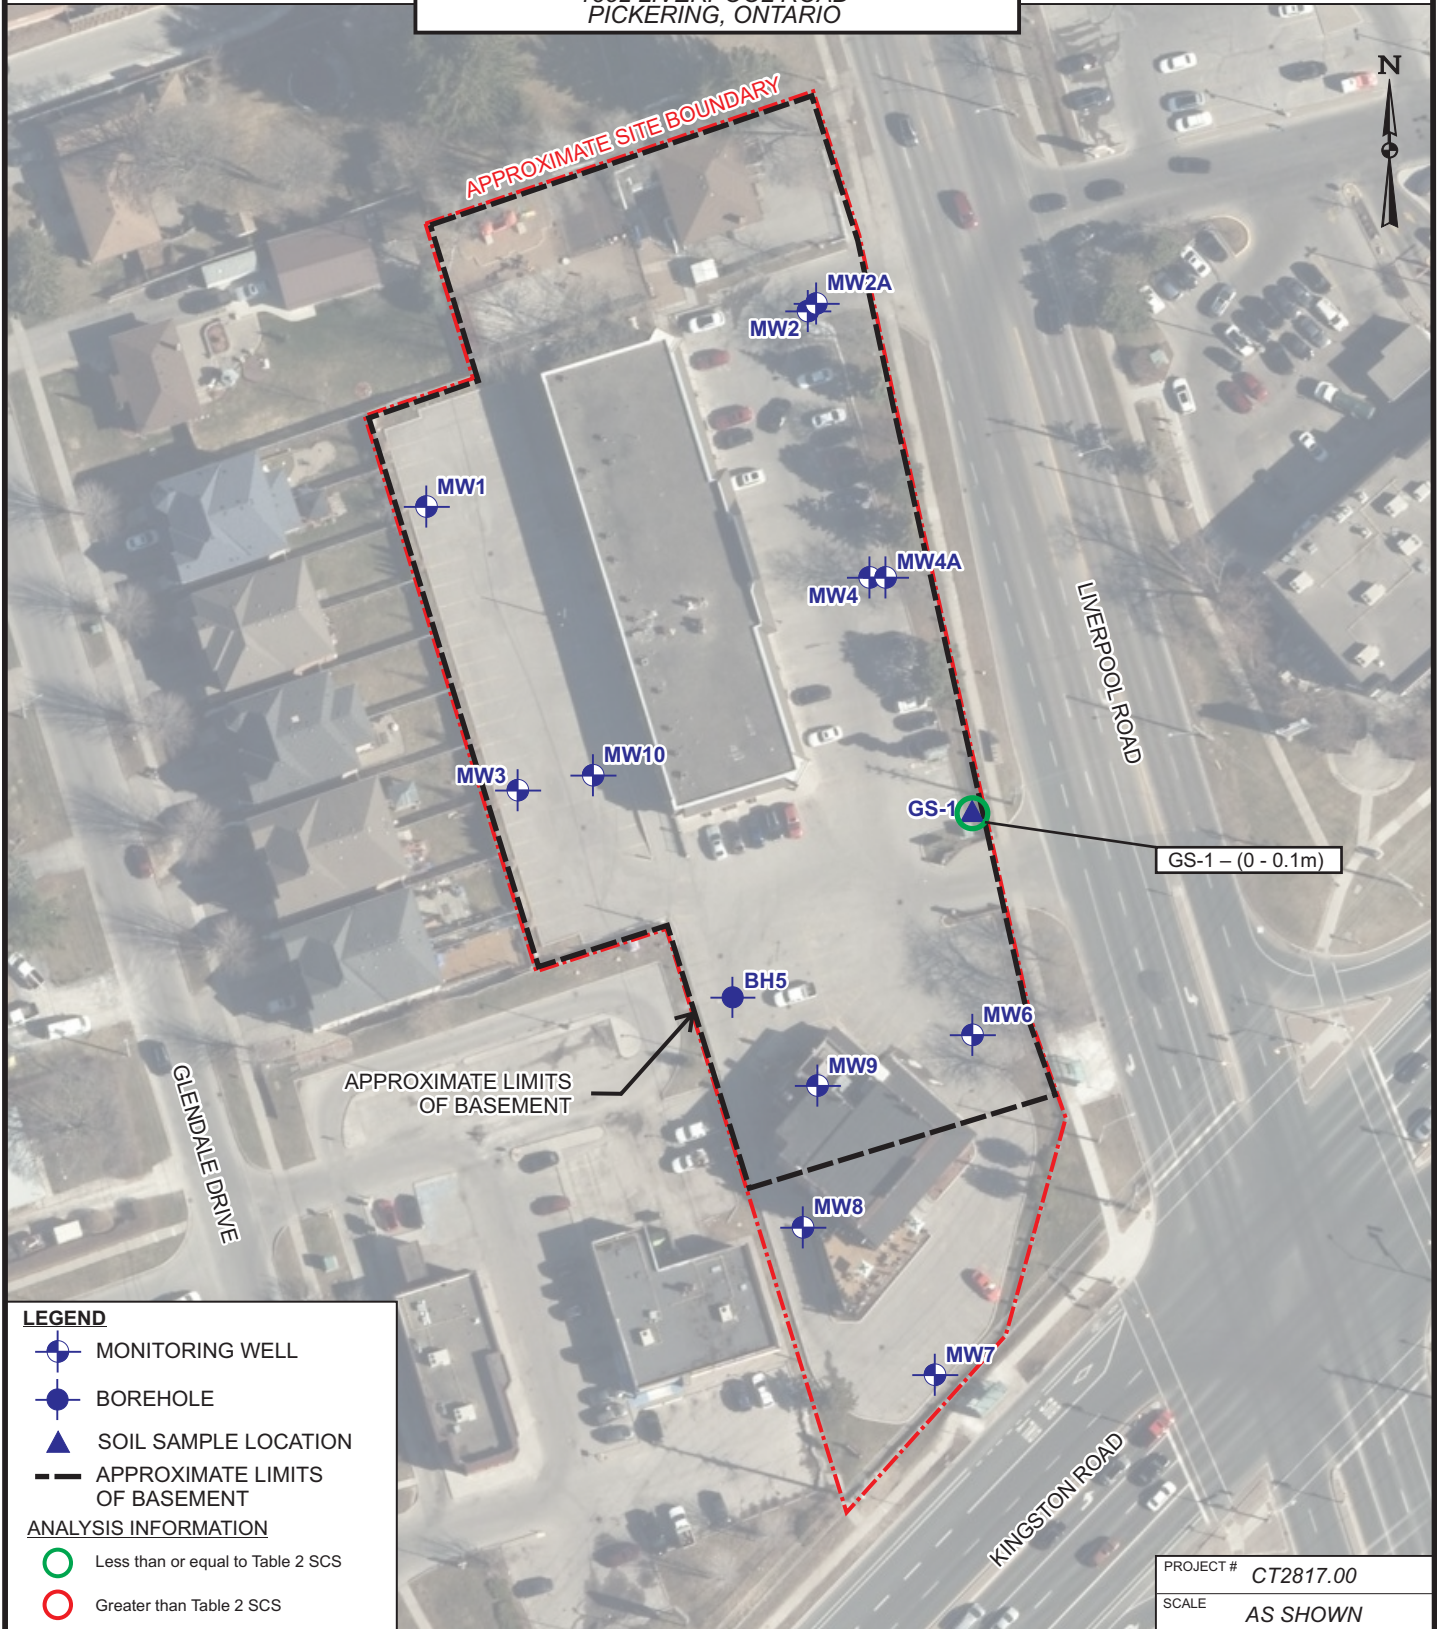 PICKERING, ONTARIO
N
APPROXIMATE SITE BOUNDARY
MW2A
MW2
MW1
MW4A
MW4
LIVERPOOL ROAD
MW10
MW3
GS-1
GS-1 – (0 - 0.1m)
BH5
MW6
MW9
APPROXIMATE LIMITS
OF BASEMENT
GLENDALE DRIVE
MW8
MW7
KINGSTON ROAD
LEGEND
MONITORING WELL
BOREHOLE
SOIL SAMPLE LOCATION
APPROXIMATE LIMITS
OF BASEMENT
ANALYSIS INFORMATION
Less than or equal to Table 2 SCS
Greater than Table 2 SCS
PROJECT # CT2817.00
SCALE AS SHOWN